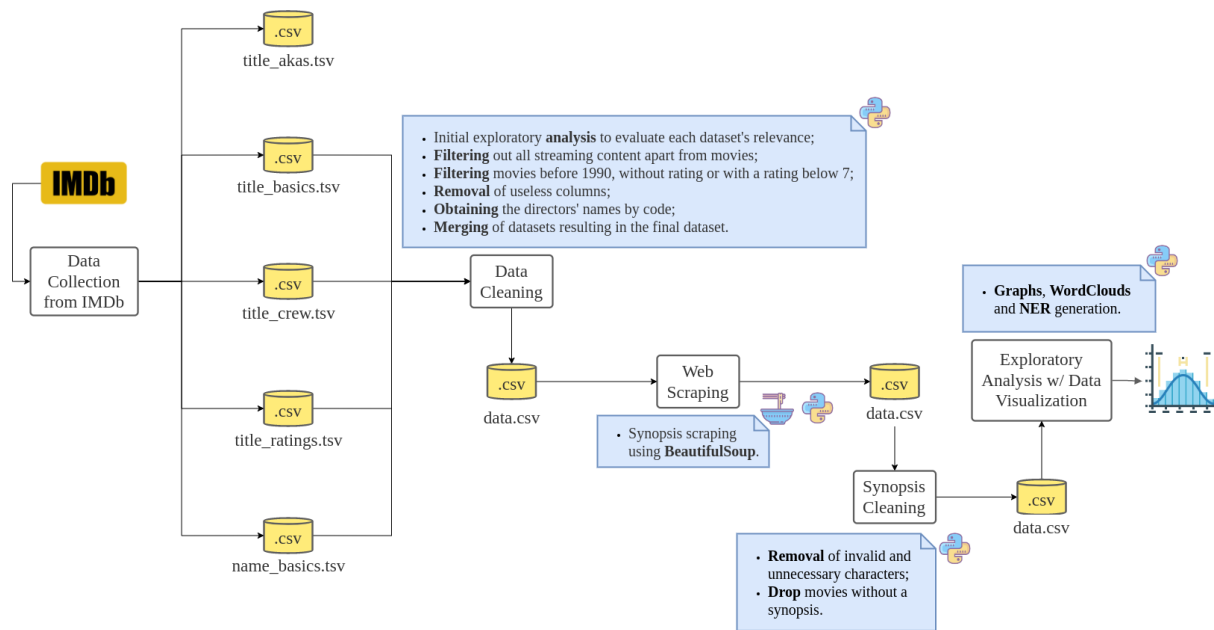 .csv
title_akas.tsv
.csv
title_basics.tsv
IMDb
Data
Collection
from IMDb
.csv
title_crew.tsv
.csv
title_ratings.tsv
.csv
name_basics.tsv
• Initial exploratory analysis to evaluate each dataset's relevance;
• Filtering out all streaming content apart from movies;
• Filtering movies before 1990, without rating or with a rating below 7;
• Removal of useless columns;
• Obtaining the directors' names by code;
• Merging of datasets resulting in the final dataset.
Data
Cleaning
.csv
data.csv
Web
Scraping
• Synopsis scraping
using BeautifulSoup.
.csv
data.csv
Synopsis
Cleaning
• Removal of invalid and
unnecessary characters;
• Drop movies without a
synopsis.
.csv
data.csv
• Graphs, WordClouds
and NER generation.
Exploratory
Analysis w/ Data
Visualization